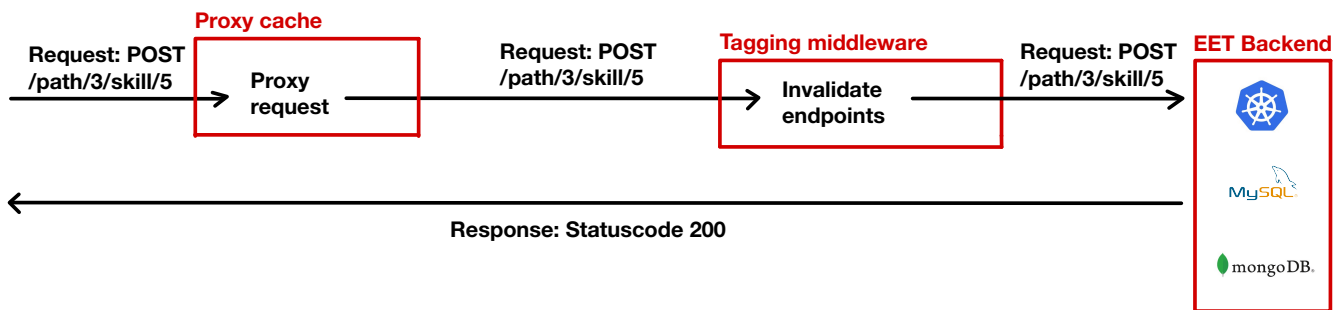 Proxy cache
Request: POST
/path/3/skill/5
Proxy
request
Request: POST
/path/3/skill/5
Tagging middleware
Invalidate
endpoints
Request: POST
/path/3/skill/5
EET Backend
MySQL
mongoDB
Response: Statuscode 200